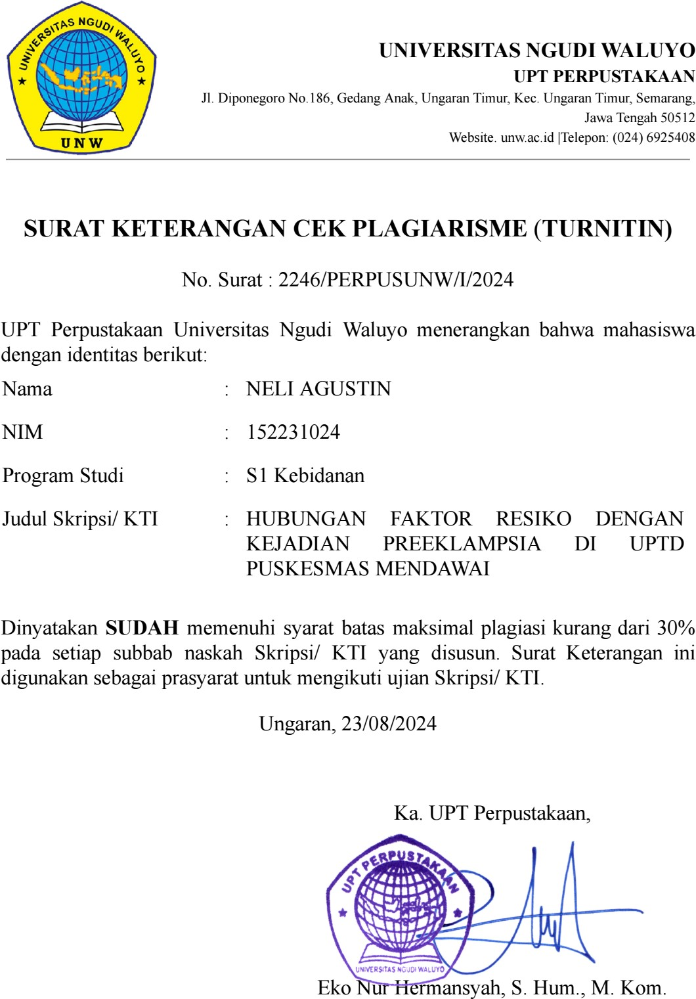 UNIVERSITAS NGUDI WALUYO
UNW
UNIVERSITAS NGUDI WALUYO
UPT PERPUSTAKAAN
Jl. Diponegoro No.186, Gedang Anak, Ungaran Timur, Kec. Ungaran Timur, Semarang,
Jawa Tengah 50512
Website. unw.ac.id |Telepon: (024) 6925408
SURAT KETERANGAN CEK PLAGIARISME (TURNITIN)
No. Surat : 2246/PERPUSUNW/I/2024
UPT Perpustakaan Universitas Ngudi Waluyo menerangkan bahwa mahasiswa
dengan identitas berikut:
Nama : NELI AGUSTIN
NIM : 152231024
Program Studi : S1 Kebidanan
Judul Skripsi/ KTI : HUBUNGAN FAKTOR RESIKO DENGAN
KEJADIAN PREEKLAMPSIA DI UPTD
PUSKESMAS MENDAWAI
Dinyatakan SUDAH memenuhi syarat batas maksimal plagiasi kurang dari 30%
pada setiap subbab naskah Skripsi/ KTI yang disusun. Surat Keterangan ini
digunakan sebagai prasyarat untuk mengikuti ujian Skripsi/ KTI.
Ungaran, 23/08/2024
Ka. UPT Perpustakaan,
UPT PERPUSTAKAAN
UNIVERSITAS NGUDI WALUYO
Eko Nur Hermansyah, S. Hum., M. Kom.